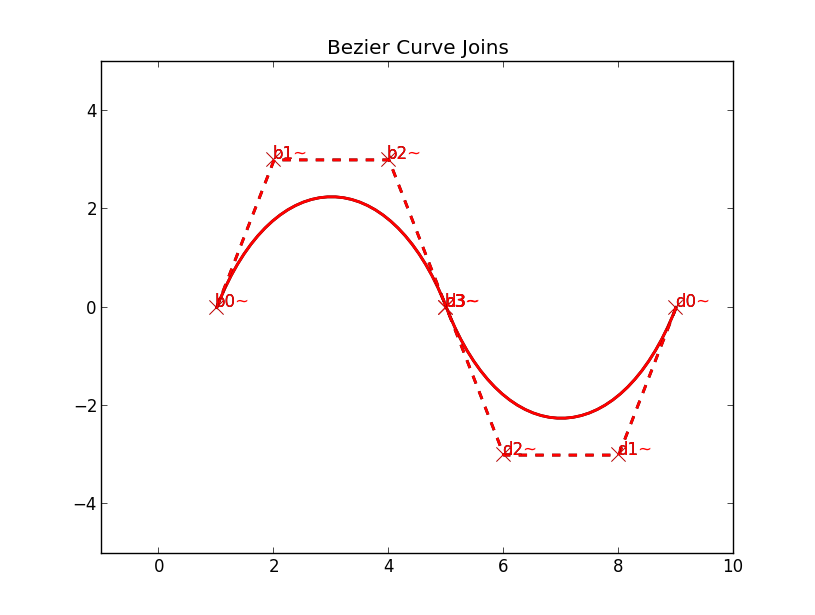 Bezier Curve Joins
4
b1~ b2~
2
0 b0~ d0~
−2
d2~ d1~
−4
0 2 4 6 8 10